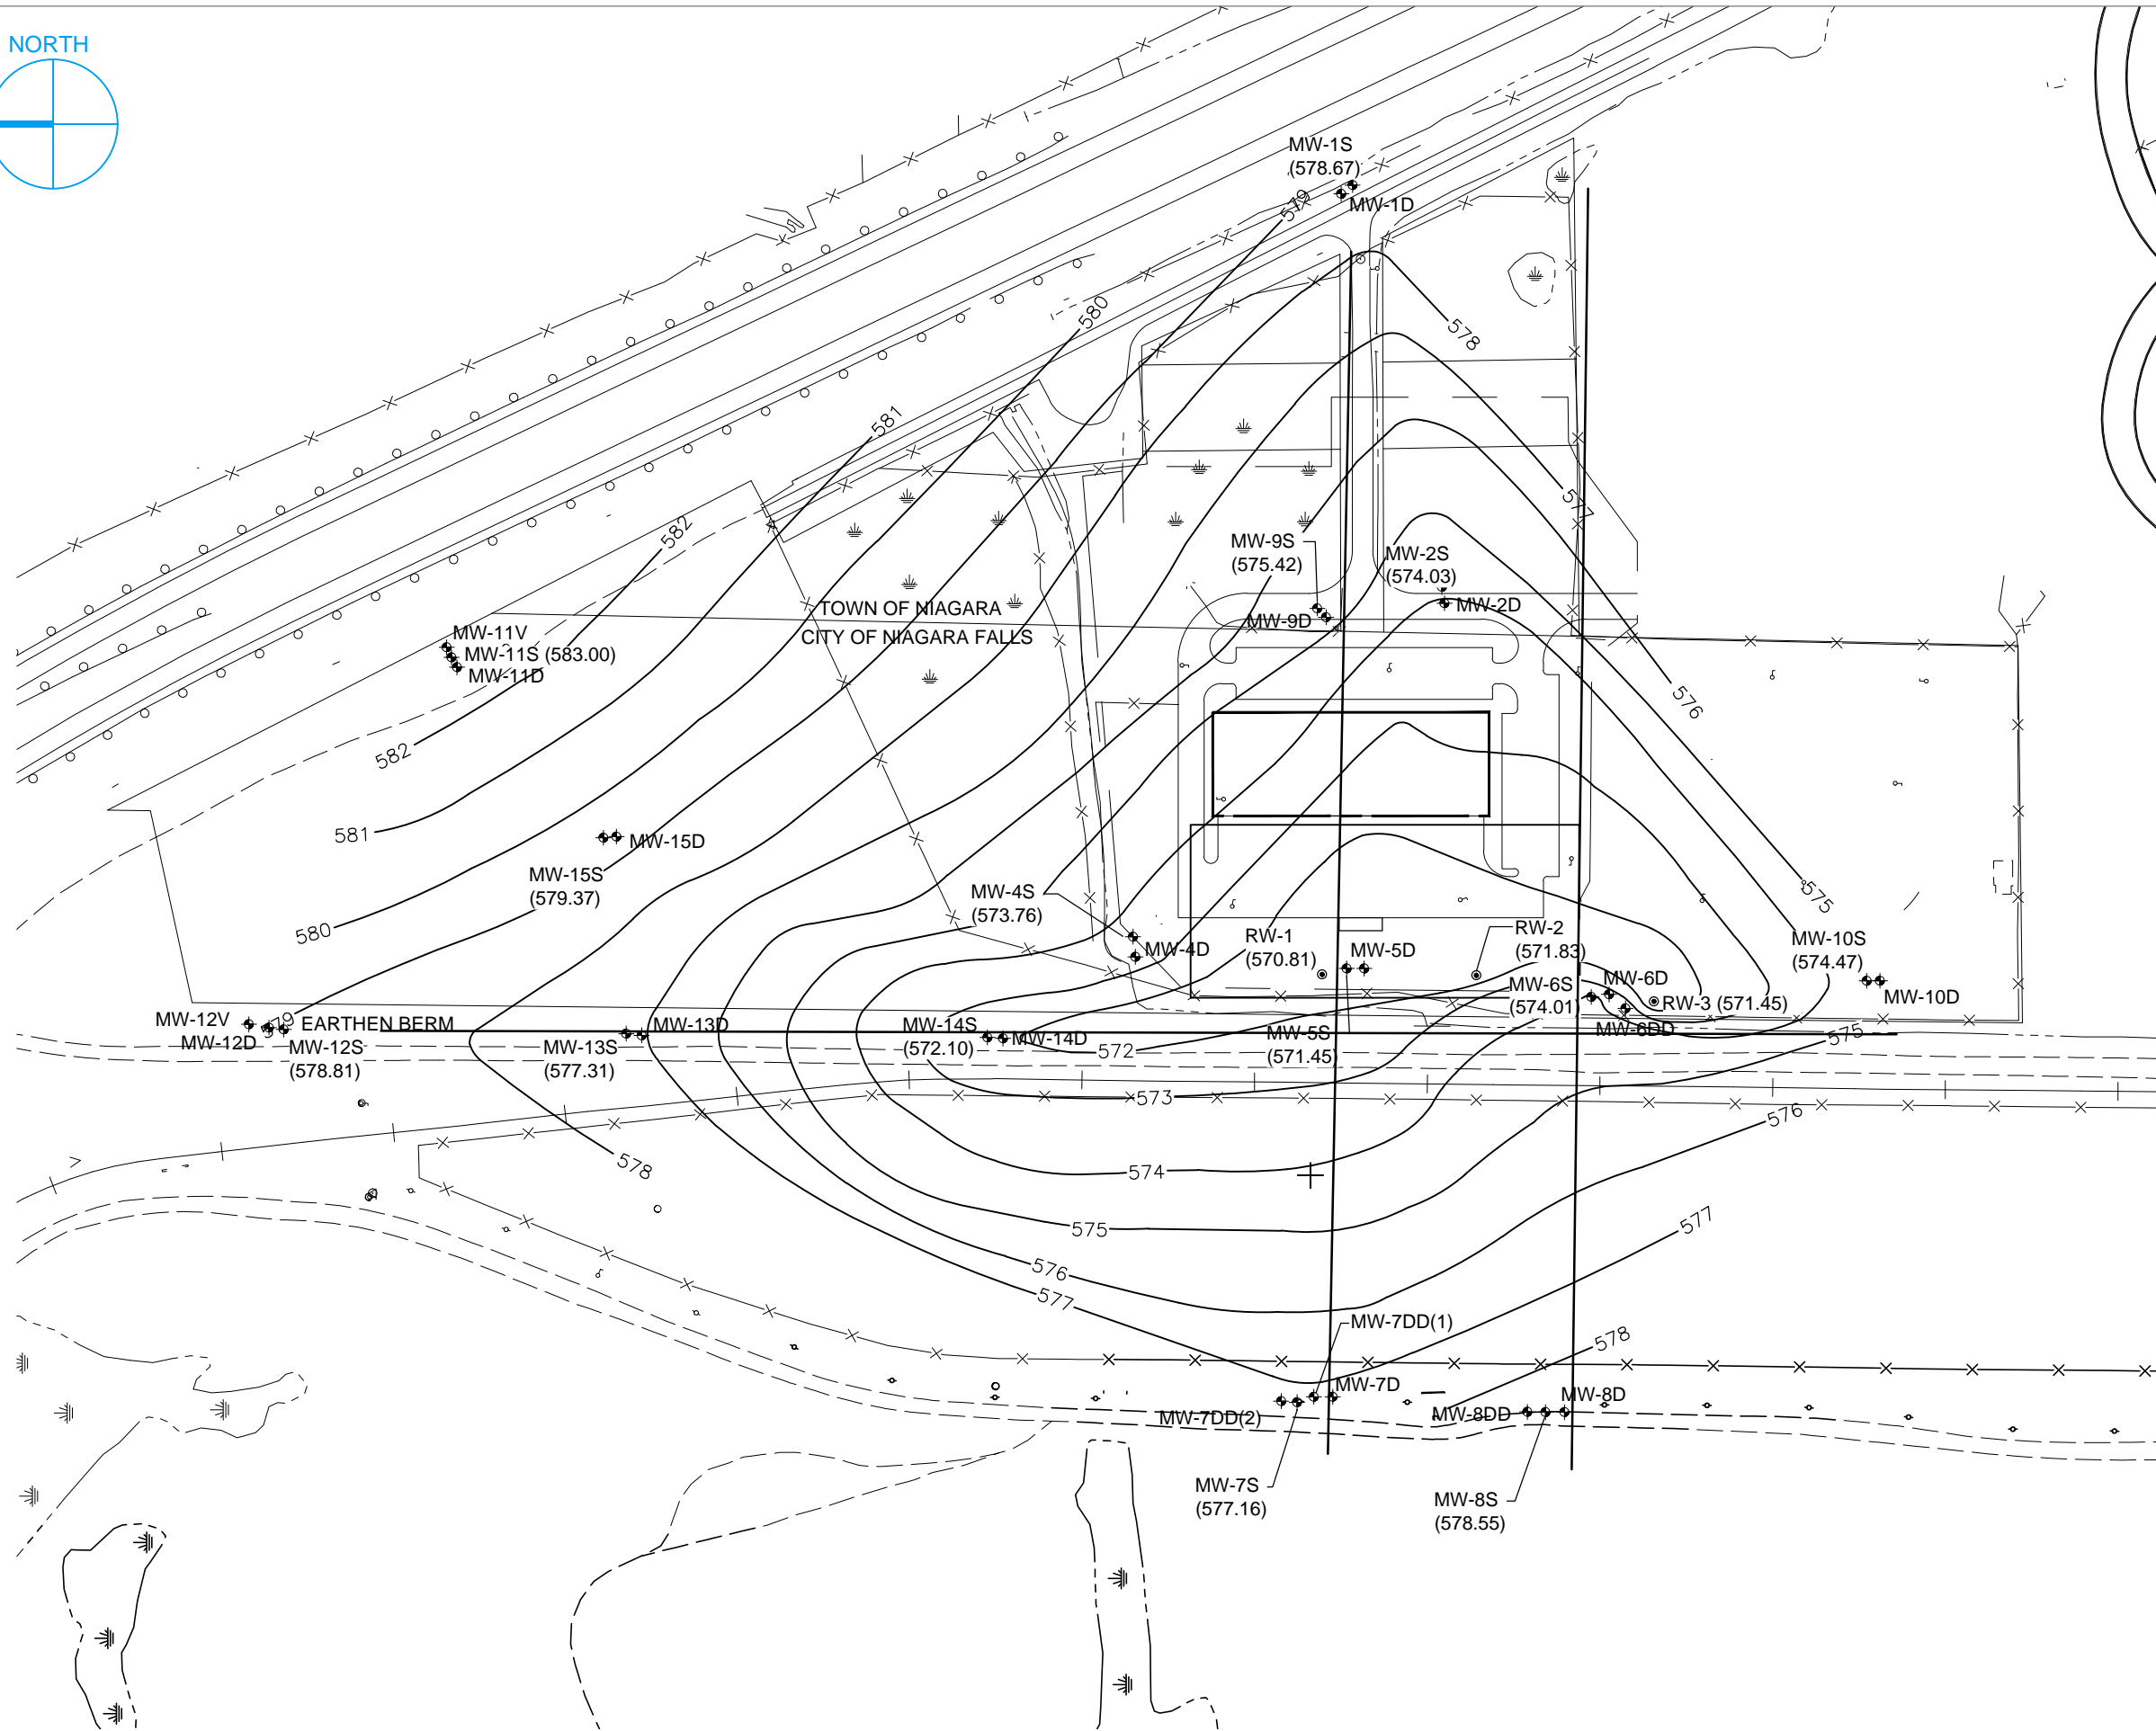 NORTH
MW-1S
(578.67)
579
MW-1D
580
578
581
582
577
MW-9S
(575.42)
MW-2S
(574.03)
MW-2D
MW-9D
TOWN OF NIAGARA
CITY OF NIAGARA FALLS
MW-11V
MW-11S (583.00)
MW-11D
576
582
581
MW-15D
MW-15S
(579.37)
MW-4S
(573.76)
575
580
MW-4D
RW-1
(570.81)
MW-5D
RW-2
(571.83)
MW-10S
(574.47)
MW-10D
MW-6S
(574.01)
MW-6D
RW-3 (571.45)
MW-6DD
MW-12V
MW-12D
579
EARTHEN BERM
MW-12S
(578.81)
MW-13D
MW-13S
(577.31)
MW-14S
(572.10)
MW-14D
572
MW-5S
(571.45)
575
573
576
578
574
575
577
576
577
MW-7DD(1)
578
MW-7D
MW-7DD(2)
MW-8DD
MW-8D
MW-7S
(577.16)
MW-8S
(578.55)